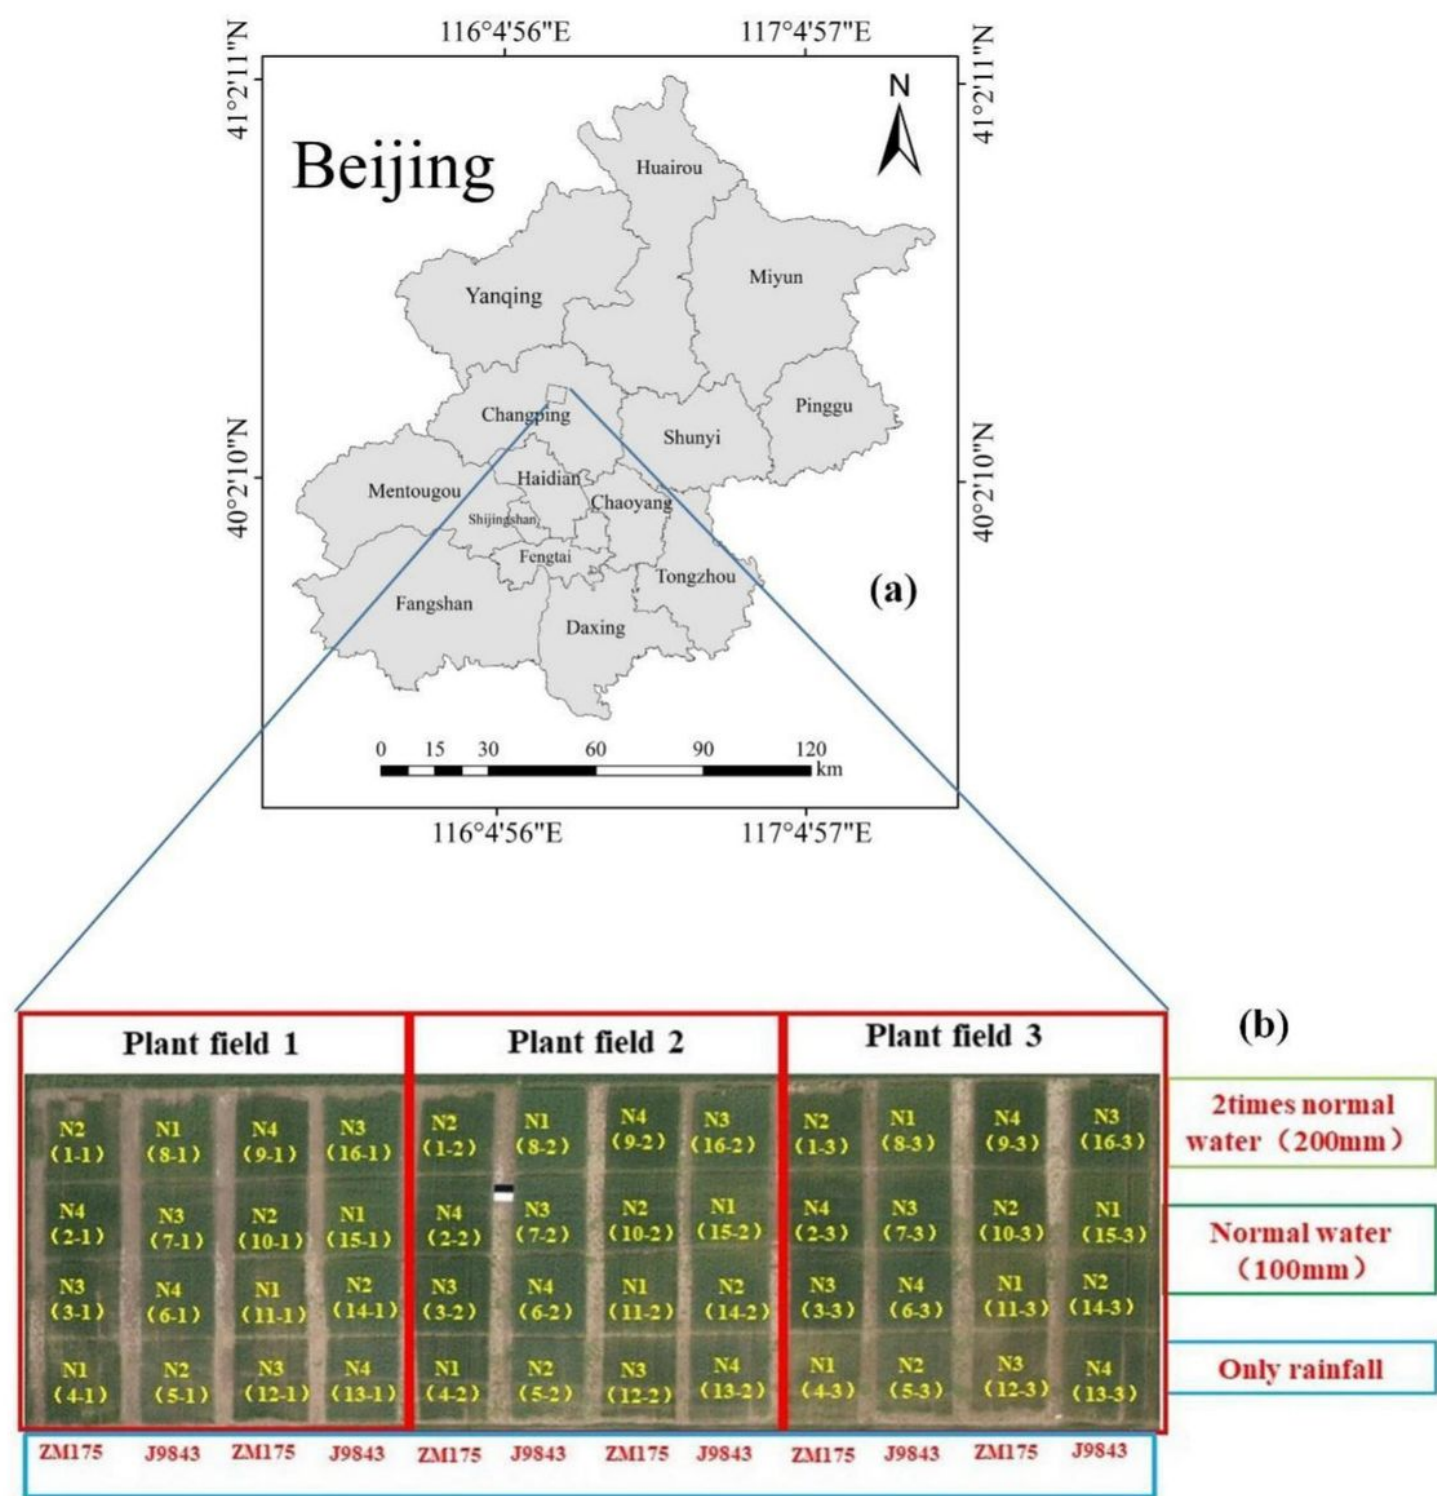 116°4'56"E 117°4'57"E
41°2'11"N
41°2'11"N
N
Beijing
Huairou
Miyun
Yanqing
Pinggu
Changping
Shunyi
40°2'10"N
40°2'10"N
Haidian
Mentougou
Chaoyang
Shijingshan
Fengtai
Tongzhou
(a)
Fangshan
Daxing
0 15 30 60 90 120
km
116°4'56"E 117°4'57"E
(b)
Plant field 1 Plant field 2 Plant field 3
N2 N1 N4 N3 N2 N1 N4 N3 N2 N1 N4 N3
(1-1) (8-1) (9-1) (16-1) (1-2) (8-2) (9-2) (16-2) (1-3) (8-3) (9-3) (16-3)
N4 N3 N2 N1 N4 N3 N2 N1 N4 N3 N2 N1
(2-1) (7-1) (10-1) (15-1) (2-2) (7-2) (10-2) (15-2) (2-3) (7-3) (10-3) (15-3)
N3 N4 N1 N2 N3 N4 N1 N2 N3 N4 N1 N2
(3-1) (6-1) (11-1) (14-1) (3-2) (6-2) (11-2) (14-2) (3-3) (6-3) (11-3) (14-3)
N1 N2 N3 N4 N1 N2 N3 N4 N1 N2 N3 N4
(4-1) (5-1) (12-1) (13-1) (4-2) (5-2) (12-2) (13-2) (4-3) (5-3) (12-3) (13-3)
2times normal
water（200mm）
Normal water
（100mm）
Only rainfall
ZM175 J9843 ZM175 J9843 ZM175 J9843 ZM175 J9843 ZM175 J9843 ZM175 J9843